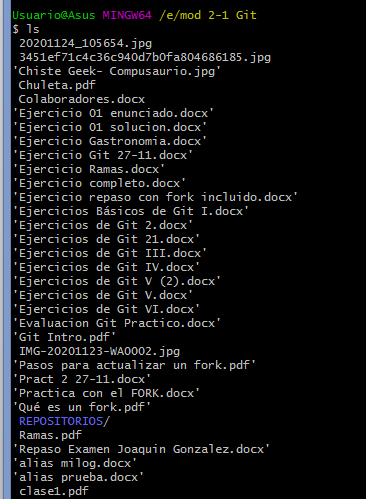 Usuario@Asus MINGW64 /e/mod 2-1 Git
$ ls
20201124_105654.jpg
3451ef71c4c36c940d7b0fa804686185.jpg
'Chiste Geek- Compusaurio.jpg'
Chuleta.pdf
Colaboradores.docx
'Ejercicio 01 enunciado.docx'
'Ejercicio 01 solucion.docx'
'Ejercicio Gastronomia.docx'
'Ejercicio Git 27-11.docx'
'Ejercicio Ramas.docx'
'Ejercicio completo.docx'
'Ejercicio repaso con fork incluido.docx'
'Ejercicios Básicos de Git I.docx'
'Ejercicios de Git 2.docx'
'Ejercicios de Git 21.docx'
'Ejercicios de Git III.docx'
'Ejercicios de Git IV.docx'
'Ejercicios de Git V (2).docx'
'Ejercicios de Git V.docx'
'Ejercicios de Git VI.docx'
'Evaluacion Git Practico.docx'
'Git Intro.pdf'
IMG-20201123-WA0002.jpg
'Pasos para actualizar un fork.pdf'
'Pract 2 27-11.docx'
'Practica con el FORK.docx'
'Qué es un fork.pdf'
REPOSITORIOS/
Ramas.pdf
'Repaso Examen Joaquin Gonzalez.docx'
'alias milog.docx'
'alias prueba.docx'
clase1.pdf